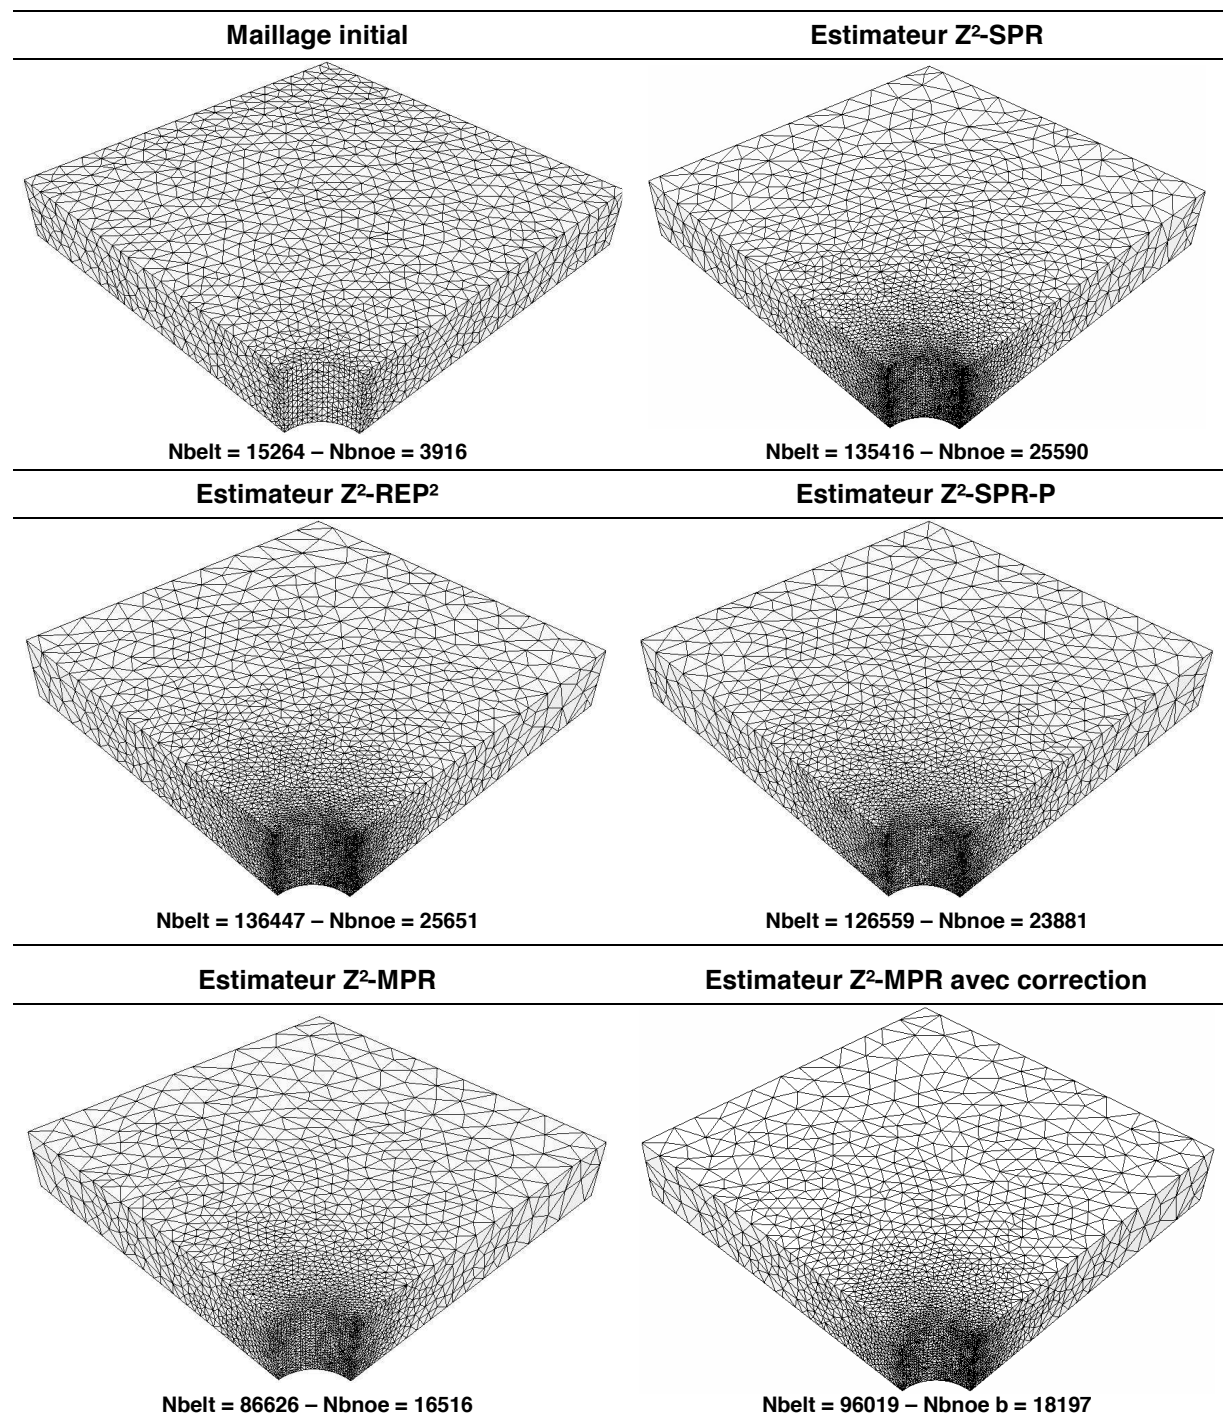 Maillage initial
Estimateur Z²-SPR
Nbelt = 15264 – Nbnoe = 3916
Nbelt = 135416 – Nbnoe = 25590
Estimateur Z²-REP²
Estimateur Z²-SPR-P
Nbelt = 136447 – Nbnoe = 25651
Nbelt = 126559 – Nbnoe = 23881
Estimateur Z²-MPR
Estimateur Z²-MPR avec correction
Nbelt = 86626 – Nbnoe = 16516
Nbelt = 96019 – Nbnoe b = 18197